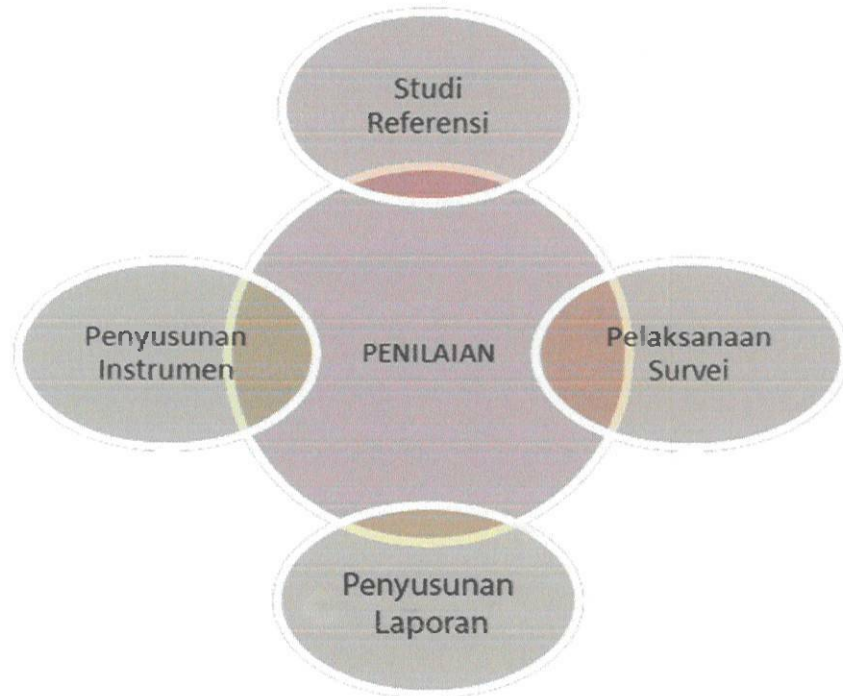 Studi
Referensi
Penyusunan
Instrumen
PENILAIAN
Pelaksanaan
Survei
Penyusunan
Laporan